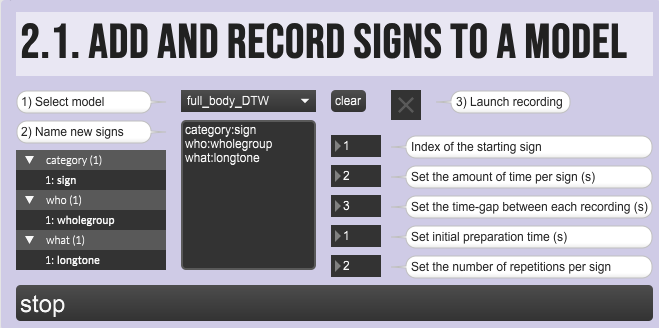 2.1. ADD AND RECORD SIGNS TO A MODEL
1) Select model
full_body_DTW
clear
3) Launch recording
2) Name new signs
category:sign
who:wholegroup
what:longtone
category (1)
1: sign
who (1)
1: wholegroup
what (1)
1: longtone
1 Index of the starting sign
2 Set the amount of time per sign (s)
3 Set the time-gap between each recording (s)
1 Set initial preparation time (s)
2 Set the number of repetitions per sign
stop